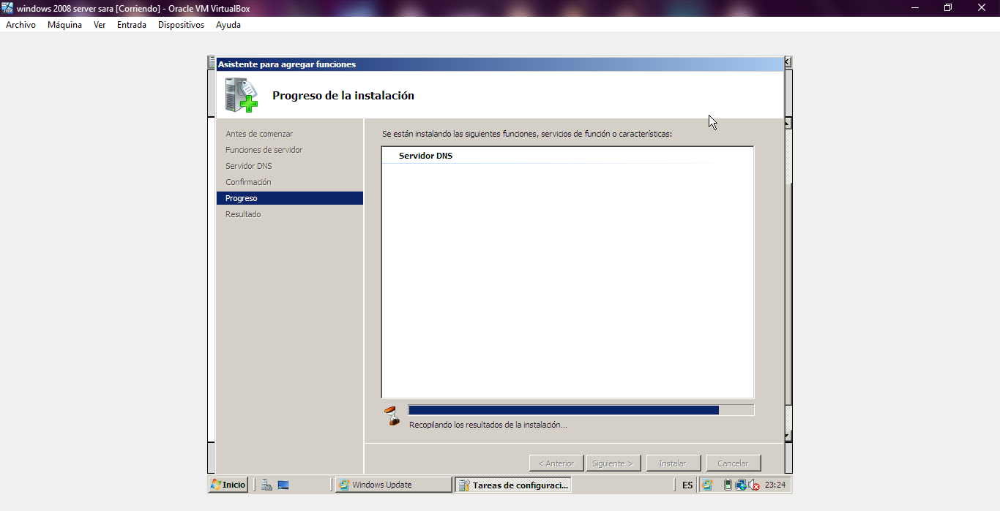 windows 2008 server sara [Corriendo] - Oracle VM VirtualBox
Archivo Máquina Ver Entrada Dispositivos Ayuda
Asistente para agregar funciones
Progreso de la instalación
Antes de comenzar
Funciones de servidor
Servidor DNS
Confirmación
Progreso
Resultado
Se están instalando las siguientes funciones, servicios de función o características:
Servidor DNS
Recopilando los resultados de la instalación...
< Anterior Siguiente > Instalar Cancelar
Inicio Windows Update Tareas de configuraci... ES 23:24